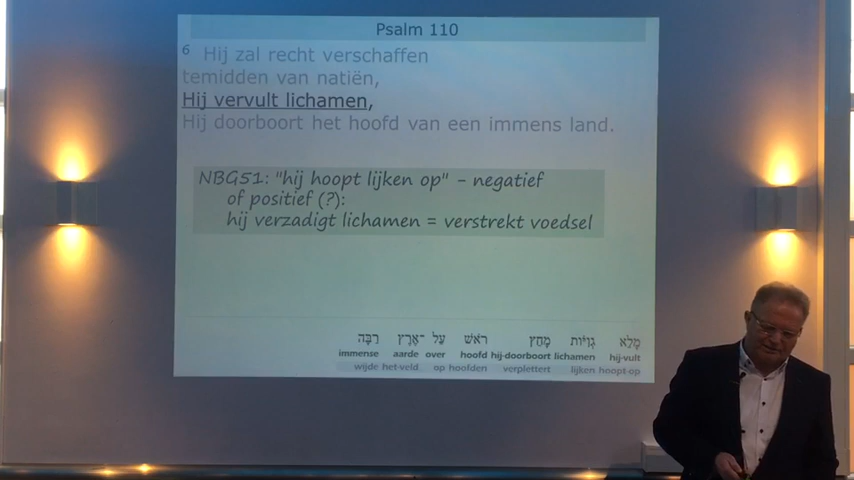 Psalm 110
6 Hij zal recht verschaffen
temidden van natiën,
Hij vervult lichamen,
Hij doorboort het hoofd van een immens land.
NBG51: "hij hoopt lijken op" – negatief
of positief (?):
hij verzadigt lichamen = verstrekt voedsel
מָלֵא גְוִיּוֹת מָחַץ רֹאשׁ עַל־ אֶרֶץ רַבָּה
immense aarde over hoofd hij-doorboort lichamen hij-vult
wijde het-veld op hoofden verplettert lijken hoopt-op